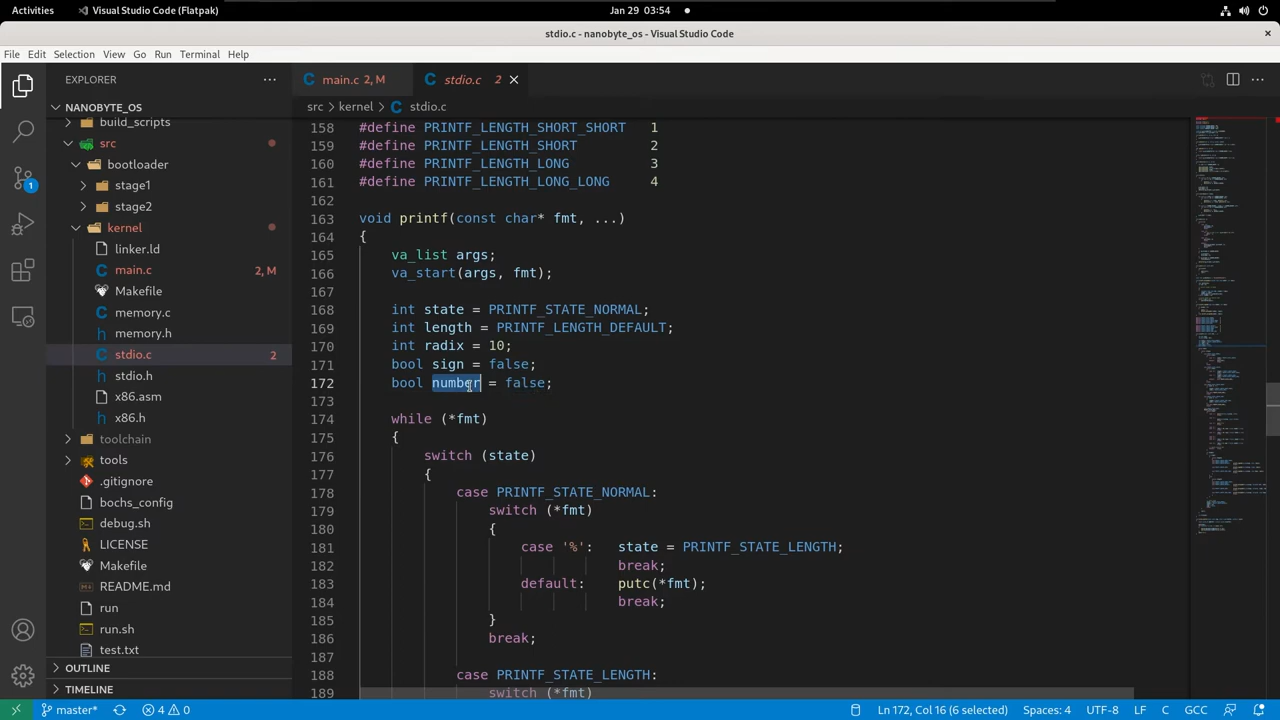 Activities
Visual Studio Code (Flatpak)
Jan 29 03:54
stdio.c - nanobyte_os - Visual Studio Code
File Edit Selection View Go Run Terminal Help
EXPLORER
main.c 2, M
stdio.c 2
NANOBYTE_OS
build_scripts
src
bootloader
stage1
stage2
kernel
linker.ld
main.c 2, M
Makefile
memory.c
memory.h
stdio.c 2
stdio.h
x86.asm
x86.h
toolchain
tools
.gitignore
bochs_config
debug.sh
LICENSE
Makefile
README.md
run
run.sh
test.txt
OUTLINE
TIMELINE
1
src > kernel > stdio.c
158 #define PRINTF_LENGTH_SHORT_SHORT 1
159 #define PRINTF_LENGTH_SHORT 2
160 #define PRINTF_LENGTH_LONG 3
161 #define PRINTF_LENGTH_LONG_LONG 4
162
163 void printf(const char* fmt, ...)
164 {
165 va_list args;
166 va_start(args, fmt);
167
168 int state = PRINTF_STATE_NORMAL;
169 int length = PRINTF_LENGTH_DEFAULT;
170 int radix = 10;
171 bool sign = false;
172 bool number = false;
173
174 while (*fmt)
175 {
176 switch (state)
177 {
178 case PRINTF_STATE_NORMAL:
179 switch (*fmt)
180 {
181 case '%': state = PRINTF_STATE_LENGTH;
182 break;
183 default: putc(*fmt);
184 break;
185 }
186 break;
187
188 case PRINTF_STATE_LENGTH:
189 switch (*fmt)
master* 4 0 Ln 172, Col 16 (6 selected) Spaces: 4 UTF-8 LF C GCC